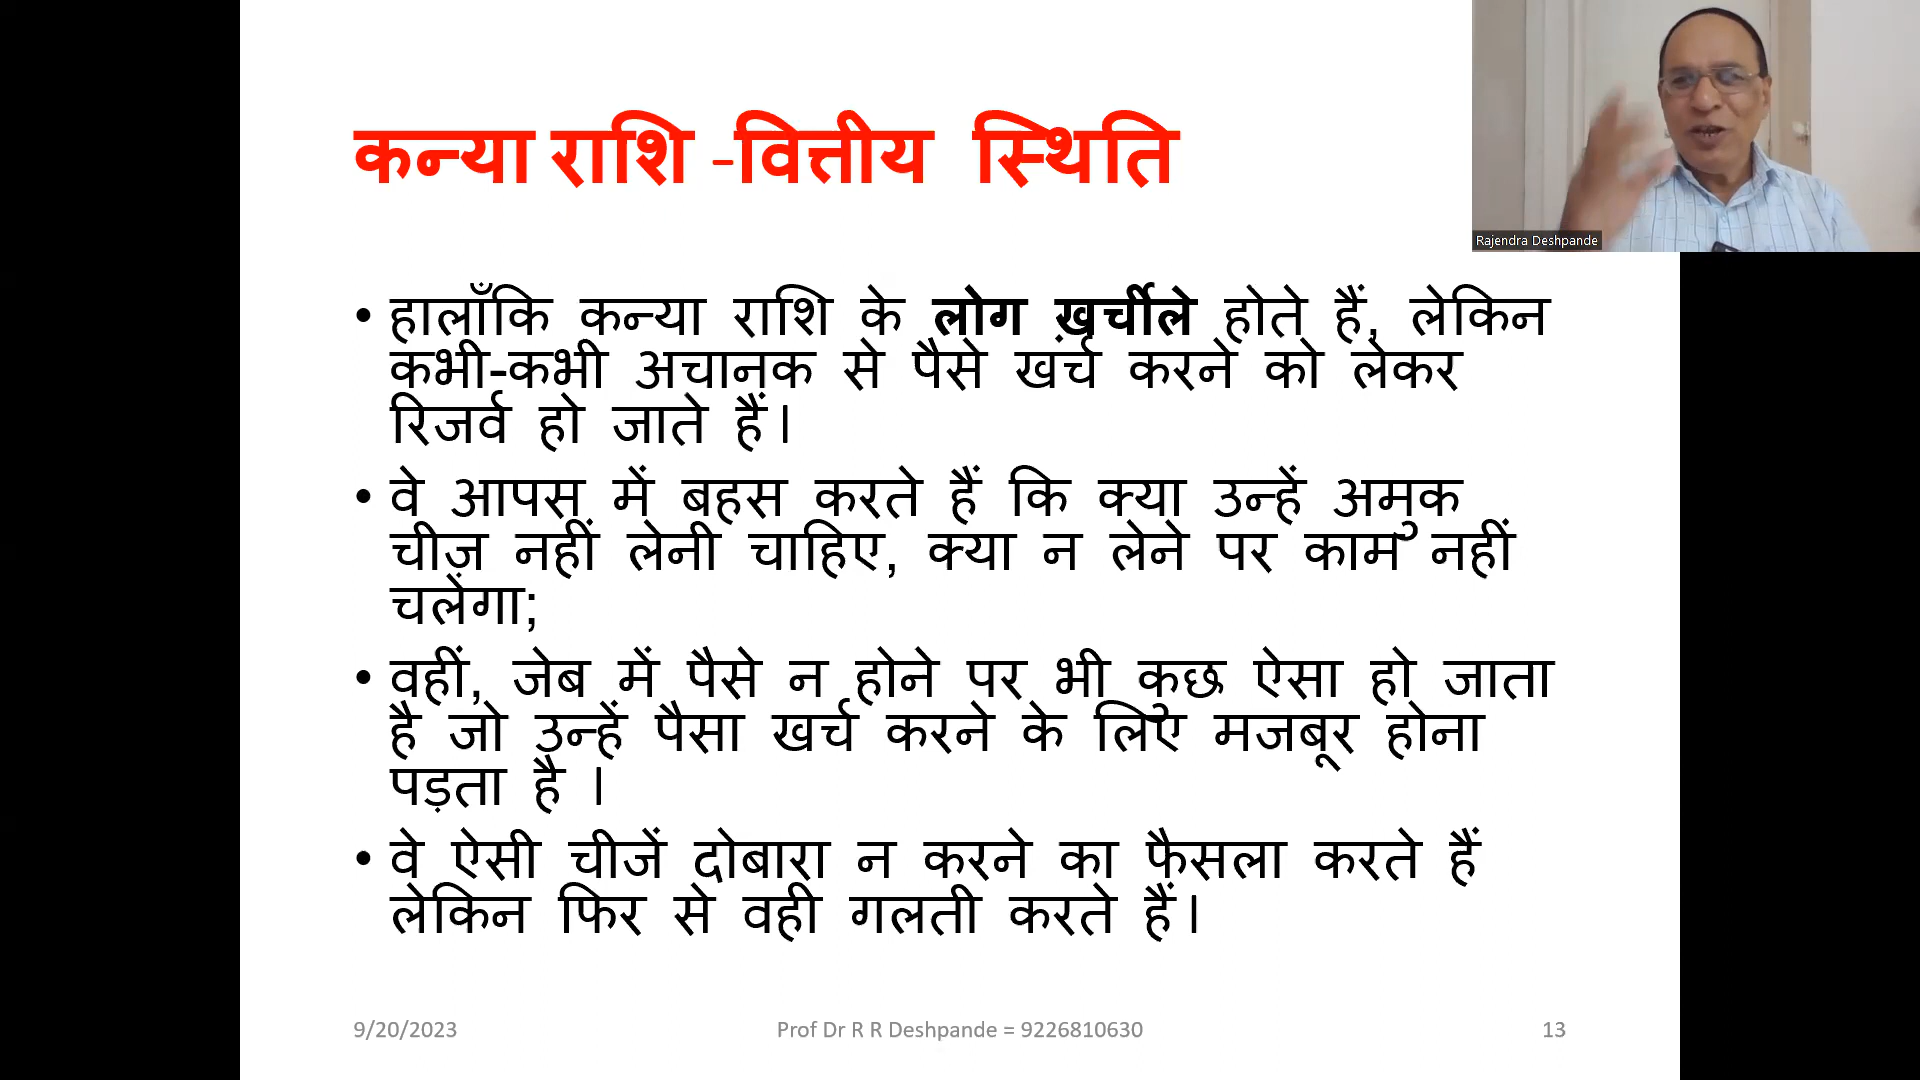 कन्या राशि -वित्तीय स्थिति
Rajendra Deshpande
• हालाँकि कन्या राशि के लोग ख़र्चीले होते हैं, लेकिन
कभी-कभी अचानक से पैसे खर्च करने को लेकर
रिजर्व हो जाते हैं।
• वे आपस में बहस करते हैं कि क्या उन्हें अमुक
चीज़ नहीं लेनी चाहिए, क्या न लेने पर काम नहीं
चलेगा;
• वहीं, जेब में पैसे न होने पर भी कुछ ऐसा हो जाता
है जो उन्हें पैसा खर्च करने के लिए मजबूर होना
पड़ता है ।
• वे ऐसी चीजें दोबारा न करने का फैसला करते हैं
लेकिन फिर से वही गलती करते हैं।
9/20/2023
Prof Dr R R Deshpande = 9226810630
13